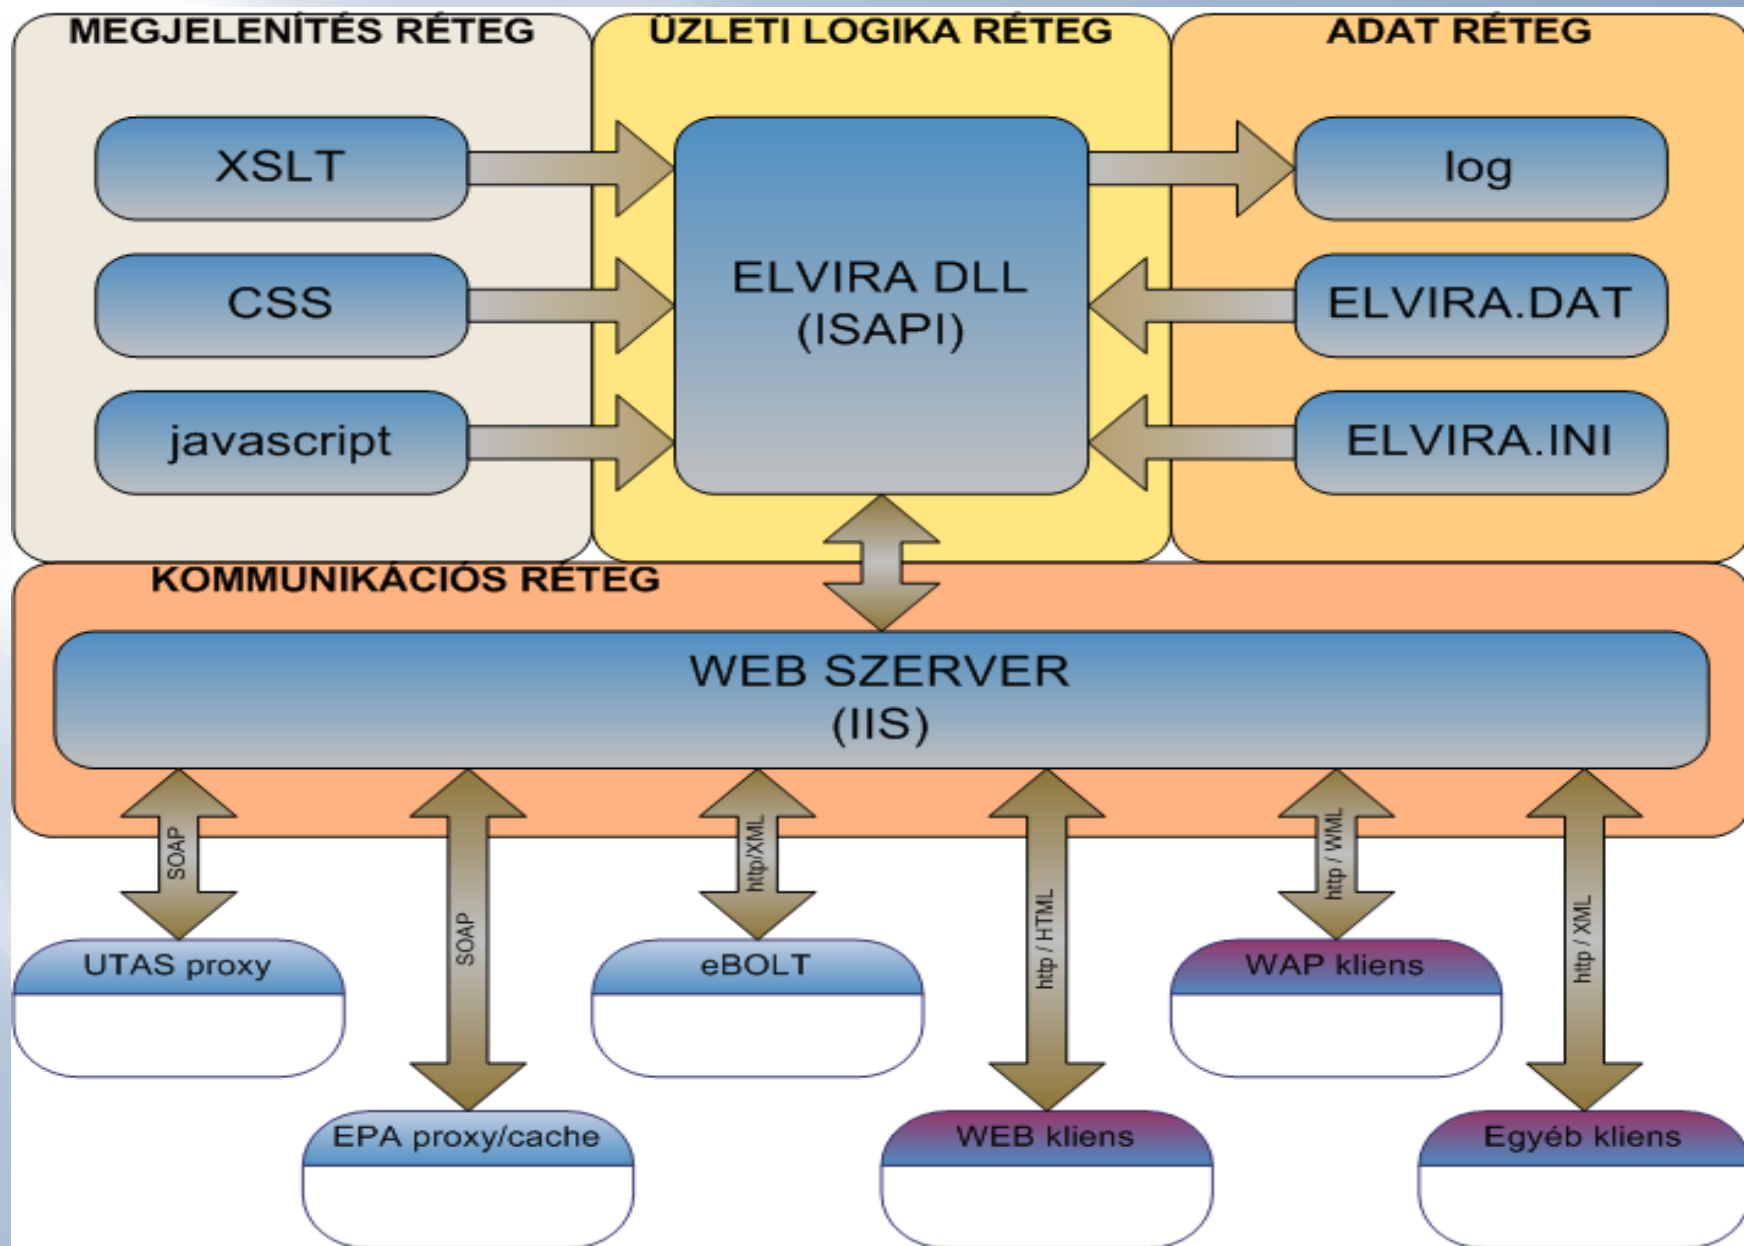 MEGJELENÍTÉS RÉTEG
ÜZLETI LOGIKA RÉTEG
ADAT RÉTEG
XSLT
CSS
javascript
ELVIRA DLL
(ISAPI)
log
ELVIRA.DAT
ELVIRA.INI
KOMMUNIKÁCIÓS RÉTEG
WEB SZERVER
(IIS)
SOAP
SOAP
http/XML
http / HTML
http / WML
http / XML
UTAS proxy
eBOLT
WAP kliens
EPA proxy/cache
WEB kliens
Egyéb kliens